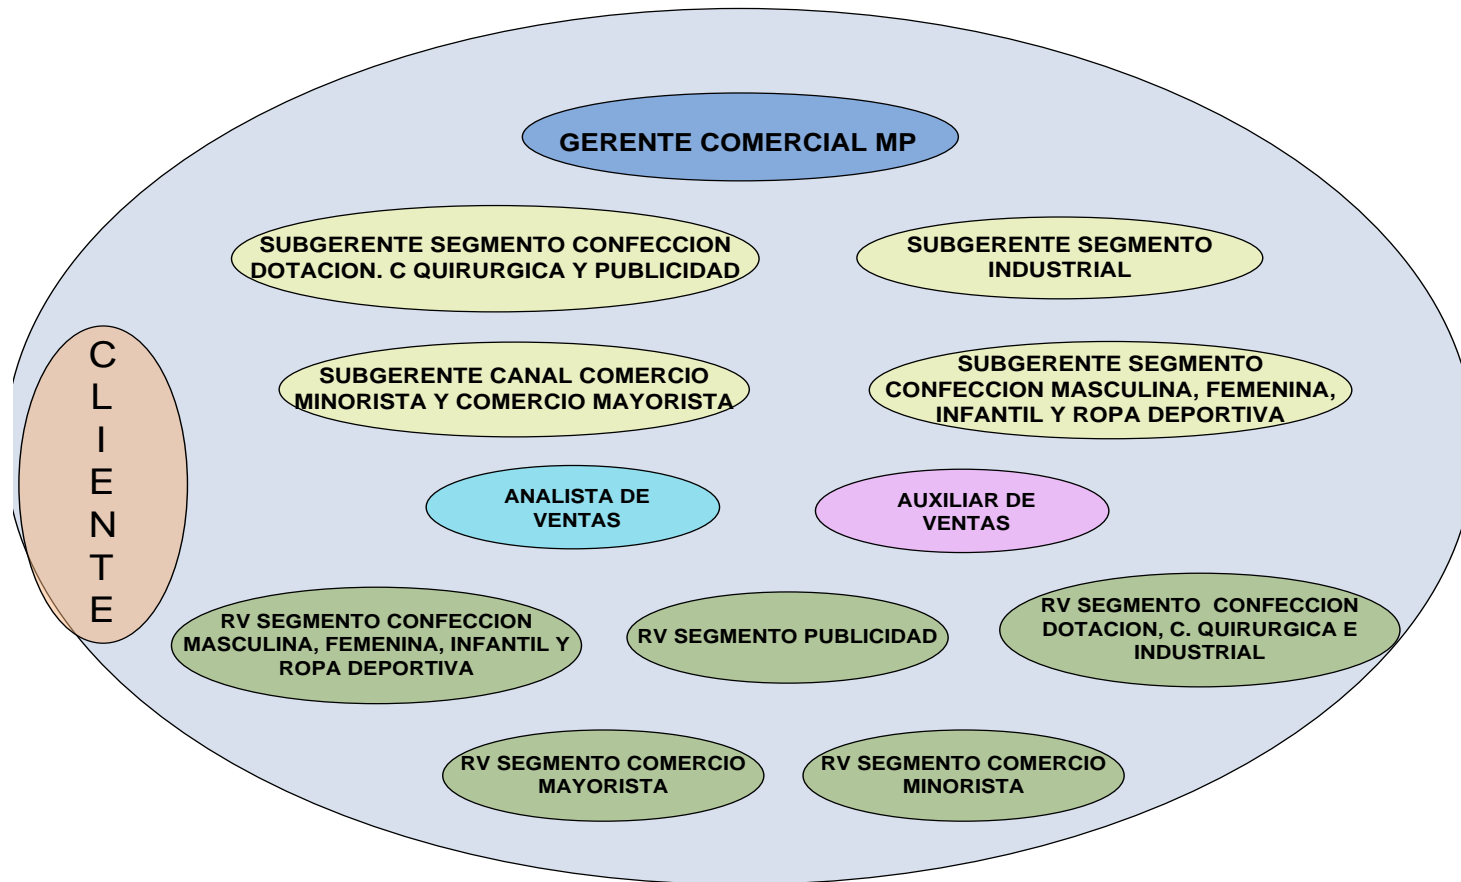 GERENTE COMERCIAL MP
SUBGERENTE SEGMENTO CONFECCION
DOTACION. C QUIRURGICA Y PUBLICIDAD
SUBGERENTE SEGMENTO
INDUSTRIAL
SUBGERENTE CANAL COMERCIO
MINORISTA Y COMERCIO MAYORISTA
SUBGERENTE SEGMENTO
CONFECCION MASCULINA, FEMENINA,
INFANTIL Y ROPA DEPORTIVA
C
L
I
E
N
T
E
ANALISTA DE
VENTAS
AUXILIAR DE
VENTAS
RV SEGMENTO CONFECCION
MASCULINA, FEMENINA, INFANTIL Y
ROPA DEPORTIVA
RV SEGMENTO PUBLICIDAD
RV SEGMENTO CONFECCION
DOTACION, C. QUIRURGICA E
INDUSTRIAL
RV SEGMENTO COMERCIO
MAYORISTA
RV SEGMENTO COMERCIO
MINORISTA